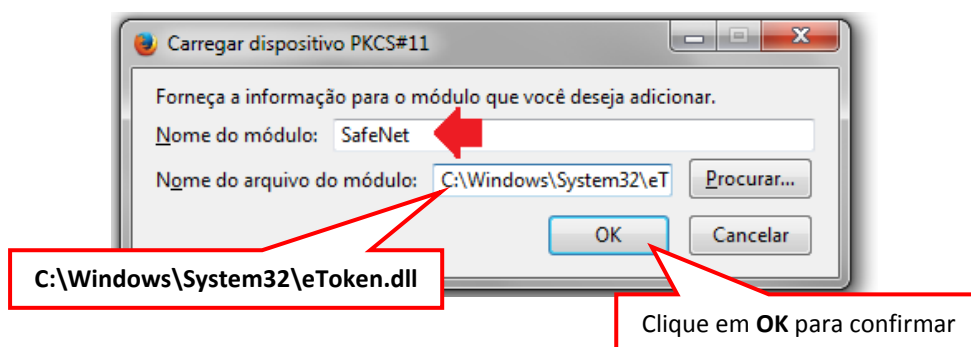 Carregar dispositivo PKCS#11
Forneça a informação para o módulo que você deseja adicionar.
Nome do módulo: SafeNet
Nome do arquivo do módulo: C:\Windows\System32\eT Procurar...
OK Cancelar
C:\Windows\System32\eToken.dll
Clique em OK para confirmar